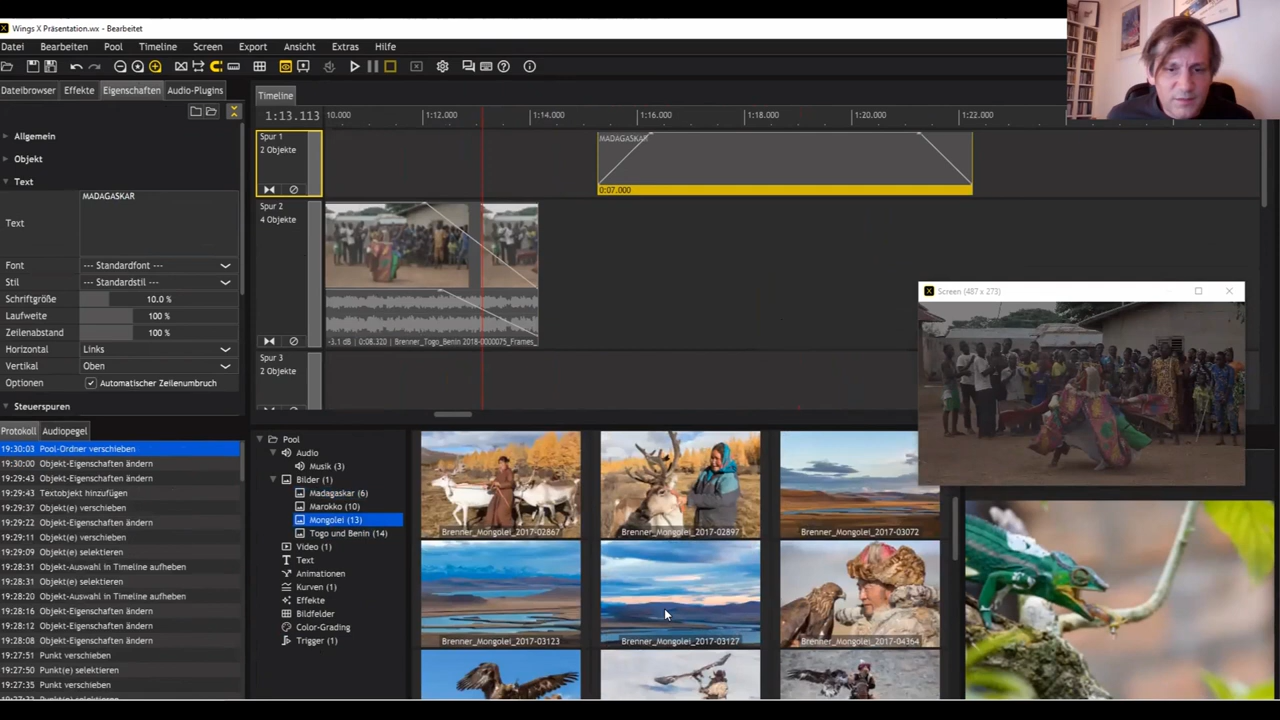 Wings X Präsentation.wx - Bearbeitet
Datei Bearbeiten Pool Timeline Screen Export Ansicht Extras Hilfe
Dateibrowser Effekte Eigenschaften Audio-Plugins
Timeline
1:13.113
10.000 1:12.000 1:14.000 1:16.000 1:18.000 1:20.000 1:22.000
Allgemein
Objekt
Text
Text MADAGASKAR
Font --- Standardfont ---
Stil --- Standardstil ---
Schriftgröße 10.0 %
Laufweite 100 %
Zeilenabstand 100 %
Horizontal Links
Vertikal Oben
Optionen Automatischer Zeilenumbruch
Steuerspuren
Spur 1
2 Objekte
MADAGASKAR
0:07.000
Spur 2
4 Objekte
-3.1 dB | 0:08.320 | Brenner_Togo_Benin 2018-0000075_Frames_
Spur 3
2 Objekte
Screen (487 x 273)
Protokoll Audiopegel
19:30:03 Pool-Ordner verschieben
19:30:00 Objekt-Eigenschaften ändern
19:29:43 Objekt-Eigenschaften ändern
19:29:43 Textobjekt hinzufügen
19:29:37 Objekt(e) verschieben
19:29:22 Objekt-Eigenschaften ändern
19:29:11 Objekt(e) verschieben
19:29:09 Objekt(e) selektieren
19:28:31 Objekt-Auswahl in Timeline aufheben
19:28:31 Objekt(e) selektieren
19:28:31 Objekt-Auswahl in Timeline aufheben
19:28:16 Objekt-Eigenschaften ändern
19:28:12 Objekt-Eigenschaften ändern
19:28:08 Objekt-Eigenschaften ändern
19:27:51 Punkt verschieben
19:27:50 Punkt(e) selektieren
19:27:35 Punkt verschieben
Punkt(e) selektieren
Pool
Audio
Musik (3)
Bilder (1)
Madagaskar (6)
Marokko (10)
Mongolei (13)
Togo und Benin (14)
Video (1)
Text
Animationen
Kurven (1)
Effekte
Bildfelder
Color-Grading
Trigger (1)
Brenner_Mongolei_2017-02867
Brenner_Mongolei_2017-02897
Brenner_Mongolei_2017-03072
Brenner_Mongolei_2017-03123
Brenner_Mongolei_2017-03127
Brenner_Mongolei_2017-04364